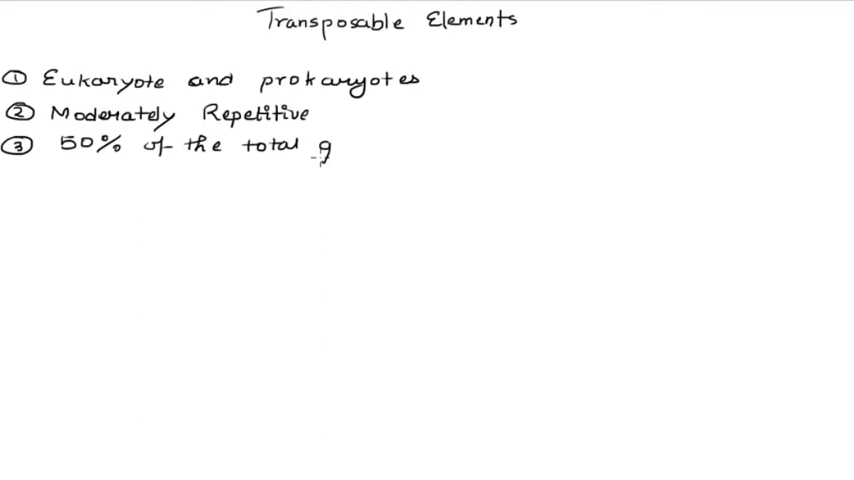 Transposable Elements
① Eukaryote and prokaryotes
② Moderately Repetitive
③ 50% of the total g